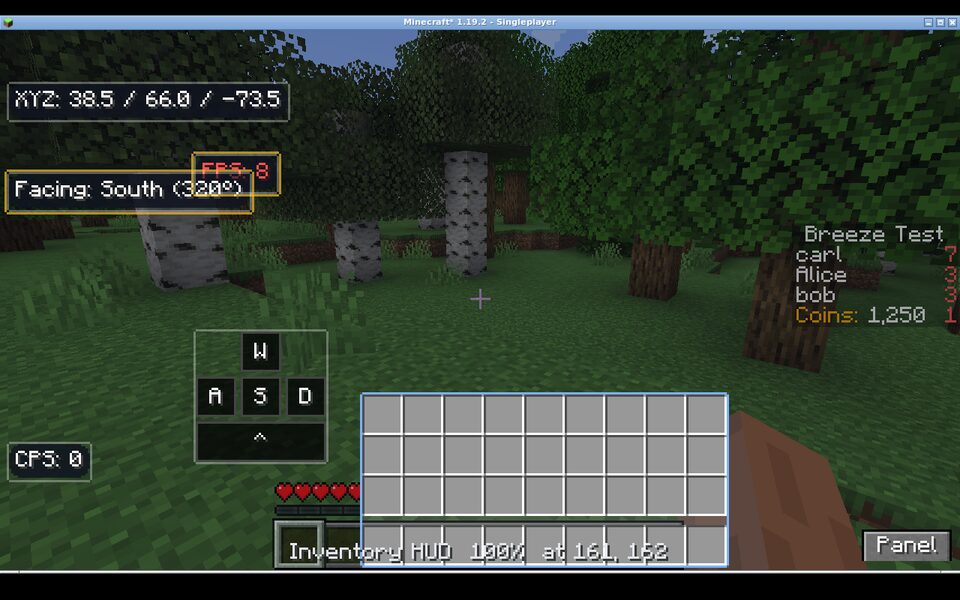 Minecraft* 1.19.2 - Singleplayer
XYZ: 38.5 / 66.0 / -73.5
FPS: 8
Facing: South (320°)
Breeze Test
carl 7
Alice 3
bob 3
Coins: 1,250 1
W
A S D
^
CPS: 0
Inventory HUD 100% at 161, 162
Panel